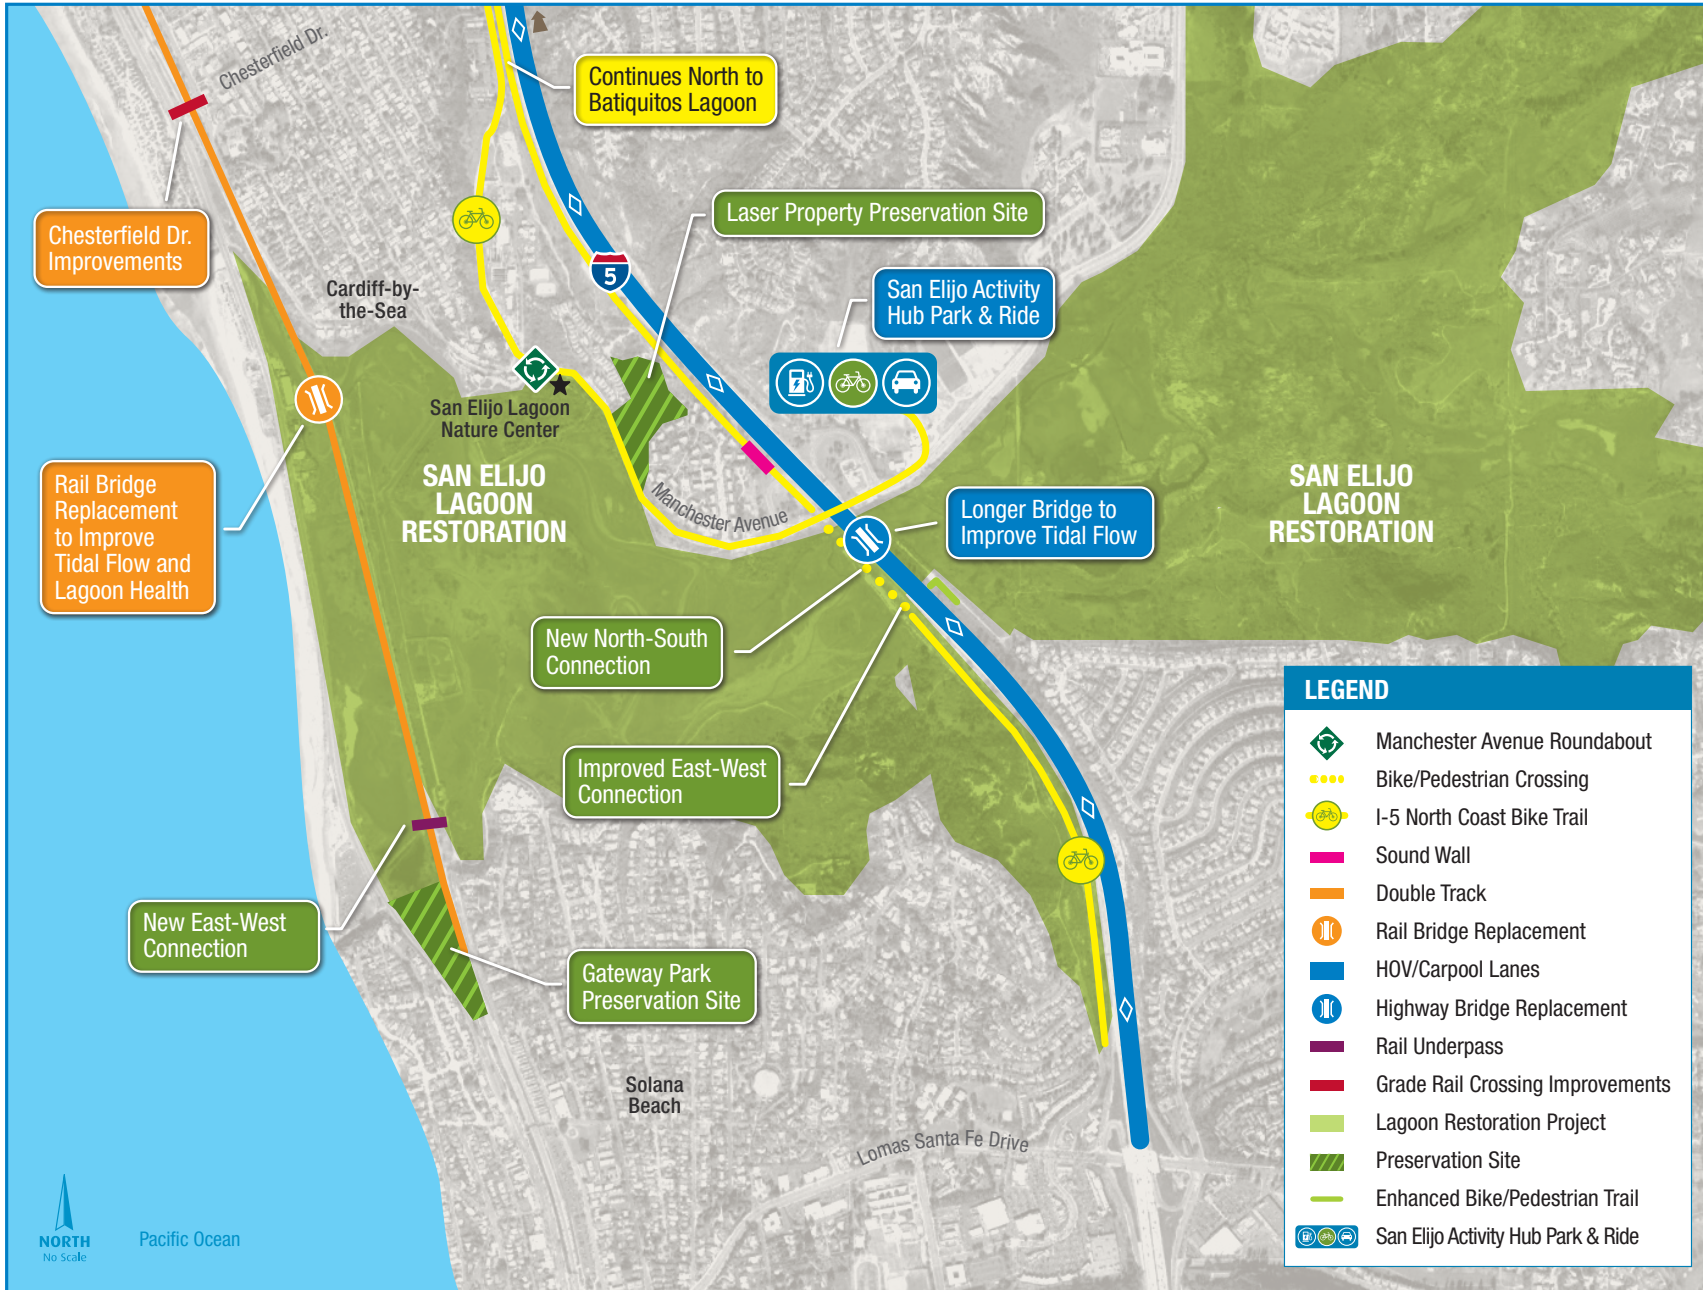 Chesterfield Dr.
Continues North to
Batiquitos Lagoon
Laser Property Preservation Site
Chesterfield Dr.
Improvements
5
San Elijo Activity
Hub Park & Ride
Cardiff-by-
the-Sea
San Elijo Lagoon
Nature Center
Rail Bridge
Replacement
to Improve
Tidal Flow and
Lagoon Health
SAN ELIJO
LAGOON
RESTORATION
Manchester Avenue
Longer Bridge to
Improve Tidal Flow
SAN ELIJO
LAGOON
RESTORATION
New North-South
Connection
Improved East-West
Connection
New East-West
Connection
Gateway Park
Preservation Site
Solana
Beach
Lomas Santa Fe Drive
NORTH
No Scale
Pacific Ocean
LEGEND
Manchester Avenue Roundabout
Bike/Pedestrian Crossing
I-5 North Coast Bike Trail
Sound Wall
Double Track
Rail Bridge Replacement
HOV/Carpool Lanes
Highway Bridge Replacement
Rail Underpass
Grade Rail Crossing Improvements
Lagoon Restoration Project
Preservation Site
Enhanced Bike/Pedestrian Trail
San Elijo Activity Hub Park & Ride